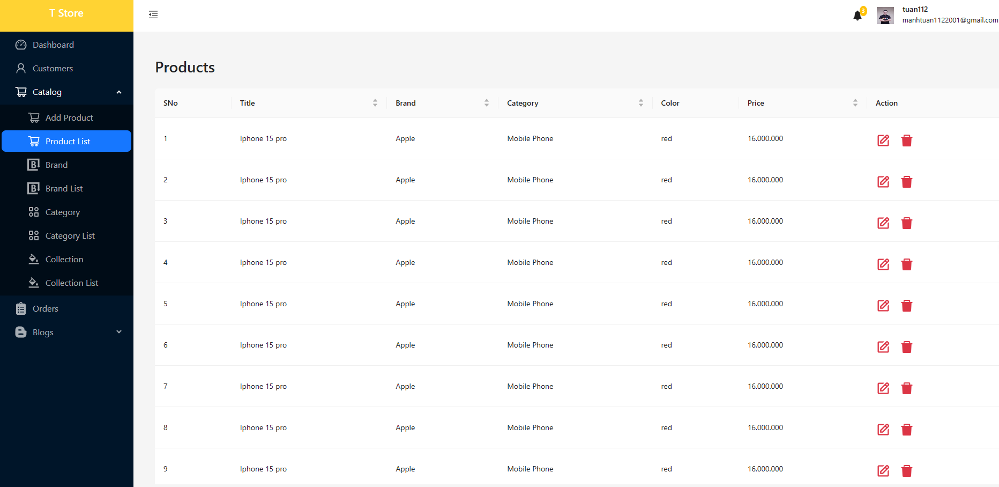 T Store
3
tuan112
manhtuan1122001@gmail.com
Dashboard
Customers
Catalog
Add Product
Product List
Brand
Brand List
Category
Category List
Collection
Collection List
Orders
Blogs
Products
SNo Title Brand Category Color Price Action
1 Iphone 15 pro Apple Mobile Phone red 16.000.000
2 Iphone 15 pro Apple Mobile Phone red 16.000.000
3 Iphone 15 pro Apple Mobile Phone red 16.000.000
4 Iphone 15 pro Apple Mobile Phone red 16.000.000
5 Iphone 15 pro Apple Mobile Phone red 16.000.000
6 Iphone 15 pro Apple Mobile Phone red 16.000.000
7 Iphone 15 pro Apple Mobile Phone red 16.000.000
8 Iphone 15 pro Apple Mobile Phone red 16.000.000
9 Iphone 15 pro Apple Mobile Phone red 16.000.000